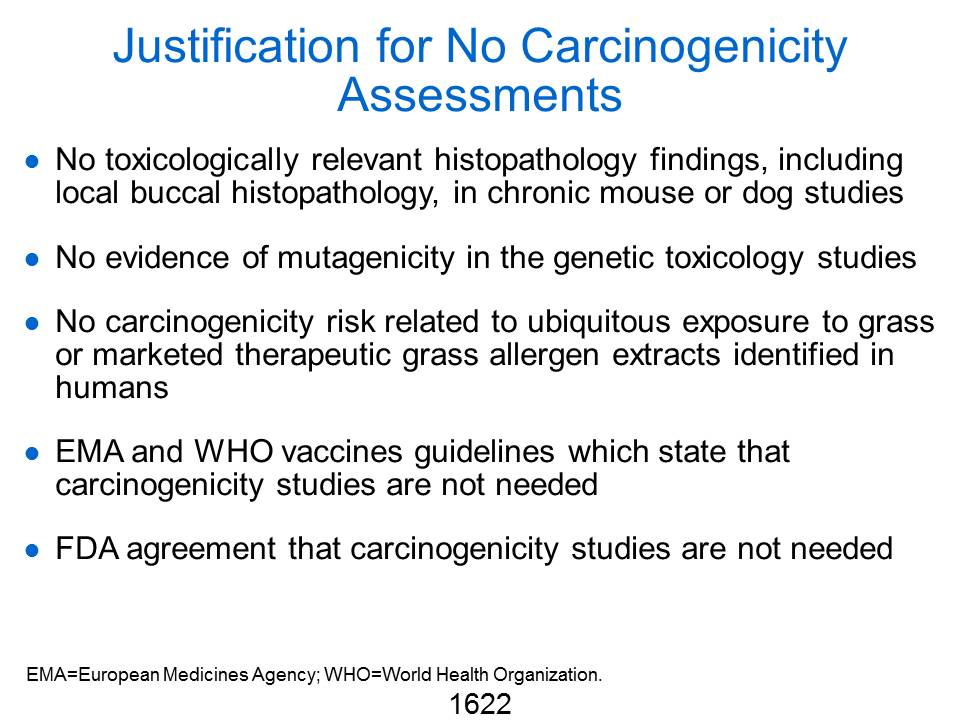 Justification for No Carcinogenicity
Assessments
● No toxicologically relevant histopathology findings, including
local buccal histopathology, in chronic mouse or dog studies
● No evidence of mutagenicity in the genetic toxicology studies
● No carcinogenicity risk related to ubiquitous exposure to grass
or marketed therapeutic grass allergen extracts identified in
humans
● EMA and WHO vaccines guidelines which state that
carcinogenicity studies are not needed
● FDA agreement that carcinogenicity studies are not needed
EMA=European Medicines Agency; WHO=World Health Organization.
1622